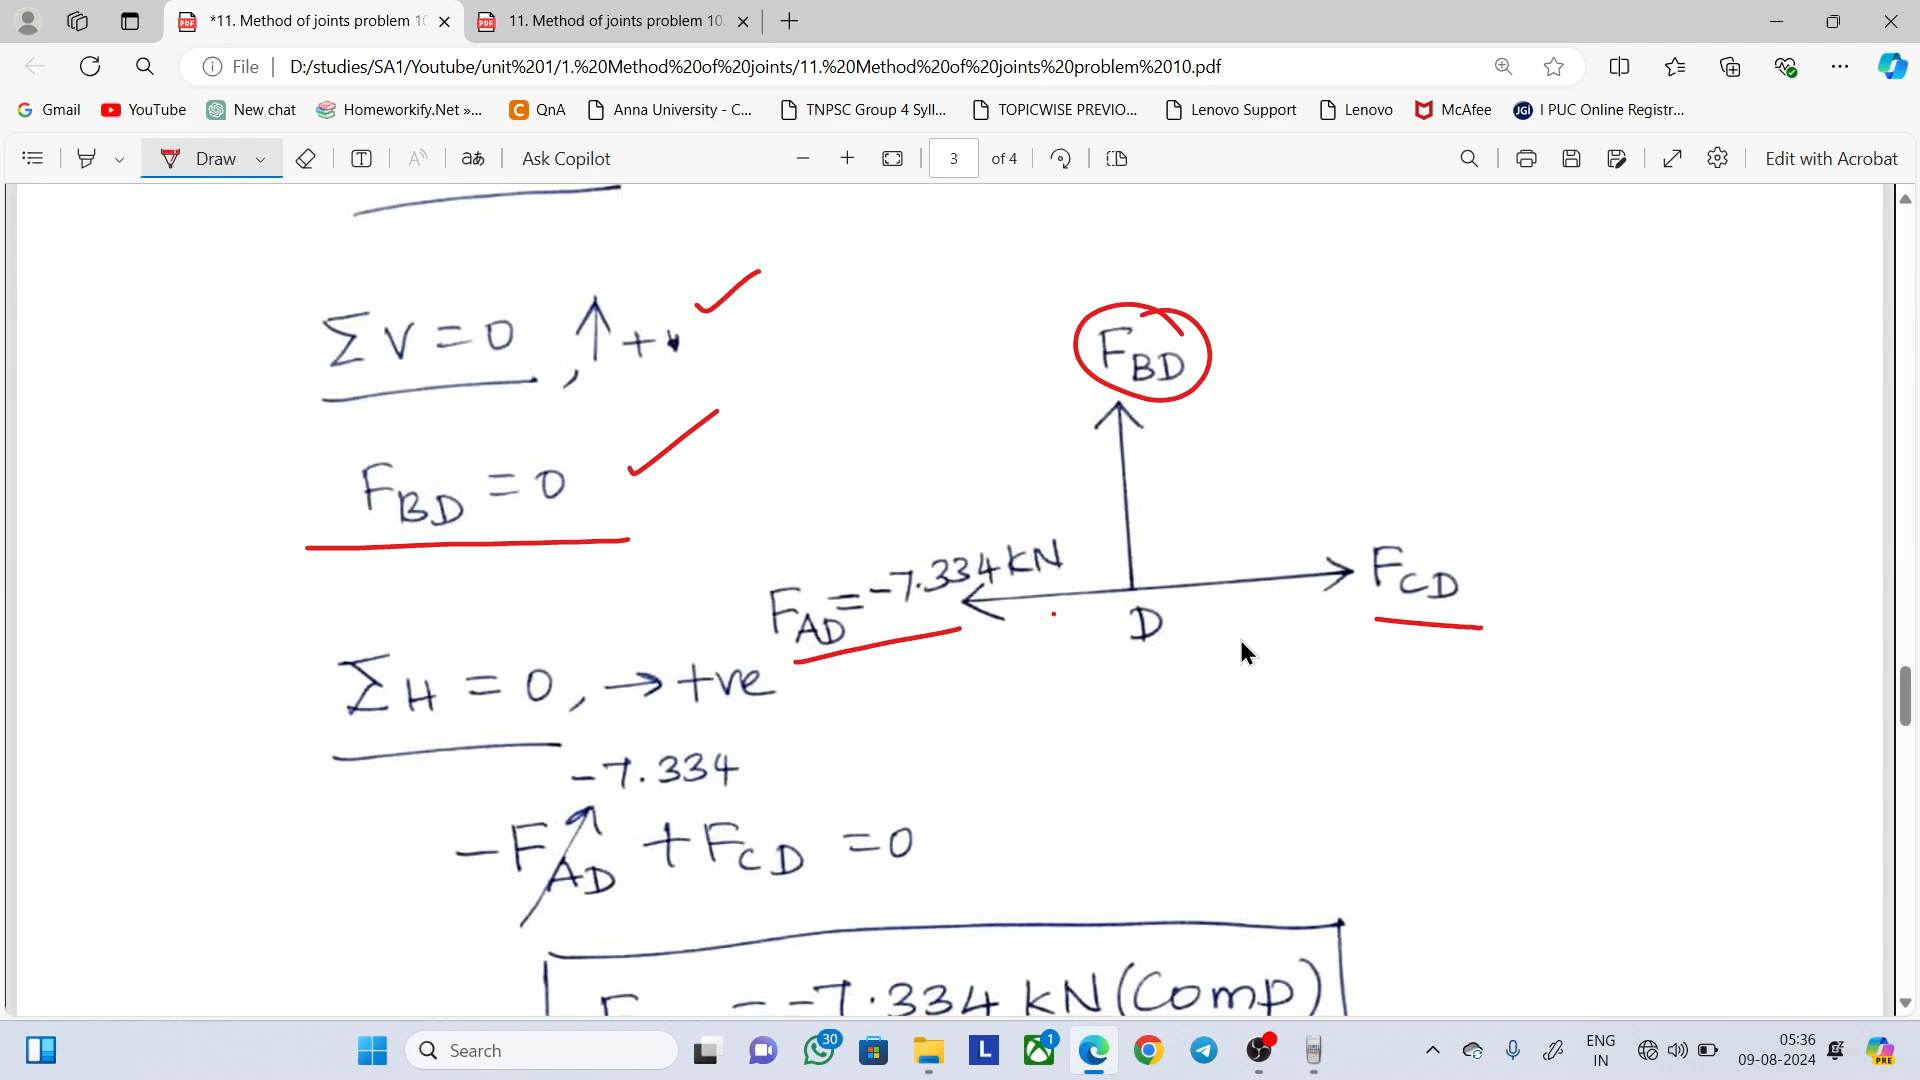 *11. Method of joints problem 10
11. Method of joints problem 10.
File
D:/studies/SA1/Youtube/unit%201/1.%20Method%20of%20joints/11.%20Method%20of%20joints%20problem%2010.pdf
Gmail
YouTube
New chat
Homeworkify.Net »...
QnA
Anna University - C...
TNPSC Group 4 Syll...
TOPICWISE PREVIO...
Lenovo Support
Lenovo
McAfee
I PUC Online Registr...
Draw
Ask Copilot
3 of 4
Edit with Acrobat
ΣV = 0 , ↑ +
F_BD
F_BD = 0
F_AD = -7.334 kN
D
F_CD
ΣH = 0, → +ve
-7.334
-F_AD + F_CD = 0
- -7.334 kN (Comp)
Search
30
1
ENG
IN
05:36
09-08-2024
PRE